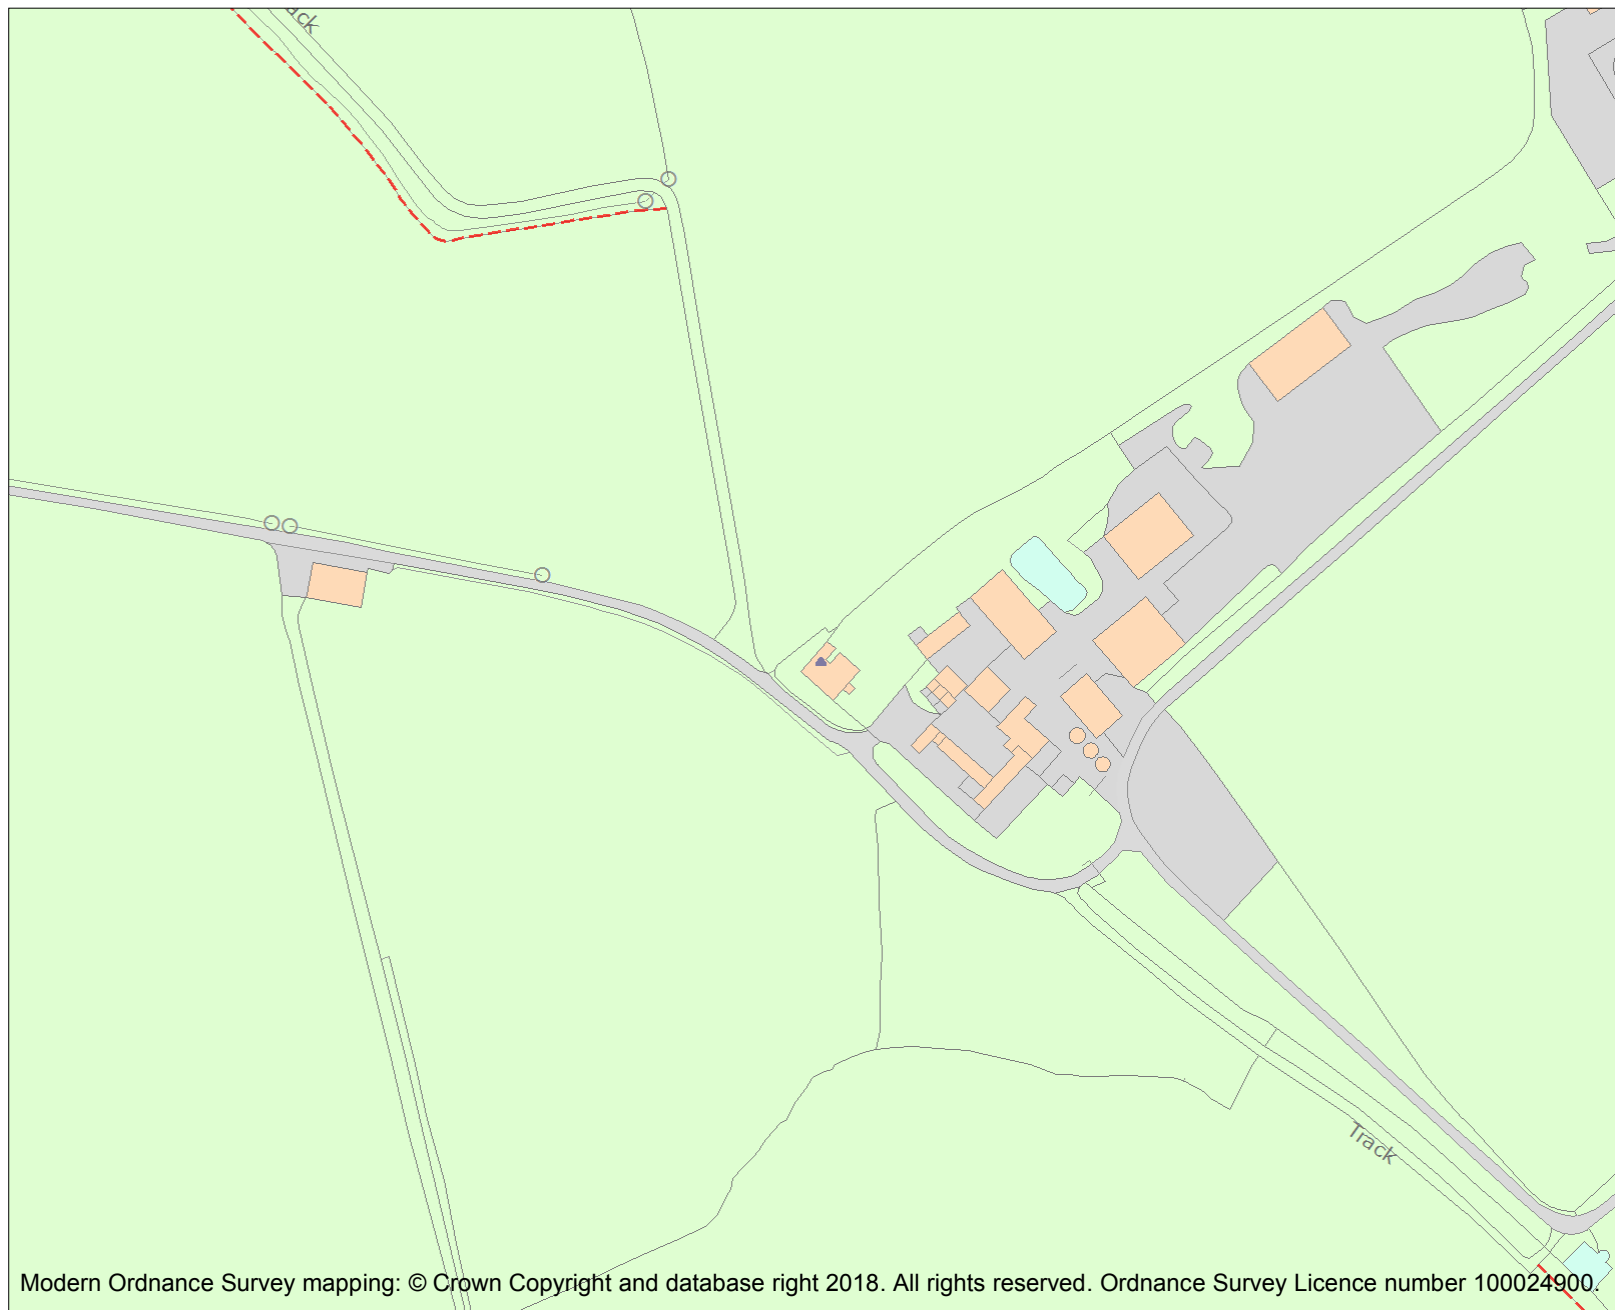 ack
Track
Modern Ordnance Survey mapping: © Crown Copyright and database right 2018. All rights reserved. Ordnance Survey Licence number 100024900.